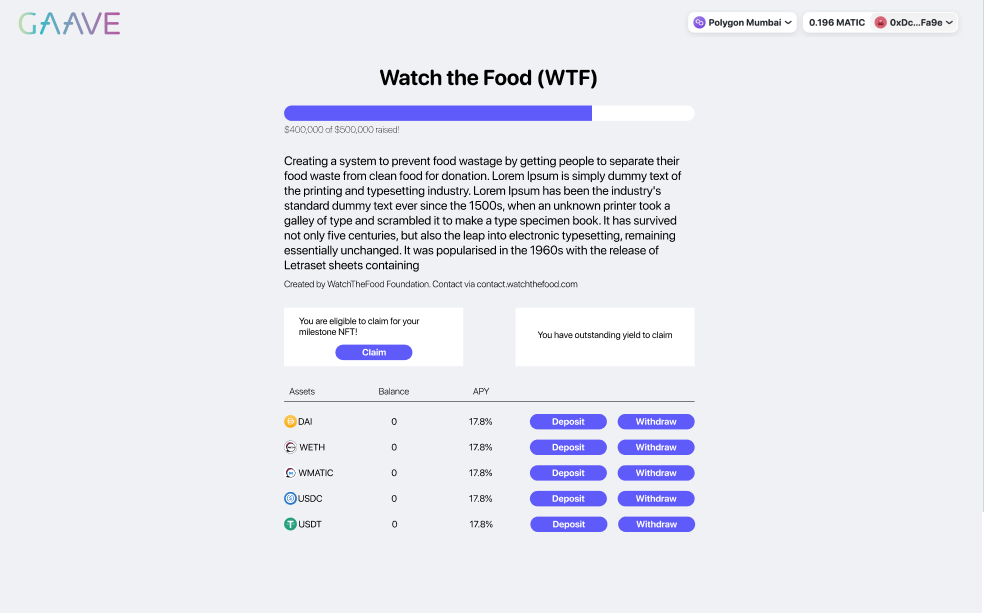 GAAVE
Polygon Mumbai
0.196 MATIC
0xDc...Fa9e
Watch the Food (WTF)
$400,000 of $500,000 raised!
Creating a system to prevent food wastage by getting people to separate their
food waste from clean food for donation. Lorem Ipsum is simply dummy text of
the printing and typesetting industry. Lorem Ipsum has been the industry's
standard dummy text ever since the 1500s, when an unknown printer took a
galley of type and scrambled it to make a type specimen book. It has survived
not only five centuries, but also the leap into electronic typesetting, remaining
essentially unchanged. It was popularised in the 1960s with the release of
Letraset sheets containing
Created by WatchTheFood Foundation. Contact via contact.watchthefood.com
You are eligible to claim for your
milestone NFT!
Claim
You have outstanding yield to claim
Assets Balance APY
DAI 0 17.8% Deposit Withdraw
WETH 0 17.8% Deposit Withdraw
WMATIC 0 17.8% Deposit Withdraw
USDC 0 17.8% Deposit Withdraw
USDT 0 17.8% Deposit Withdraw